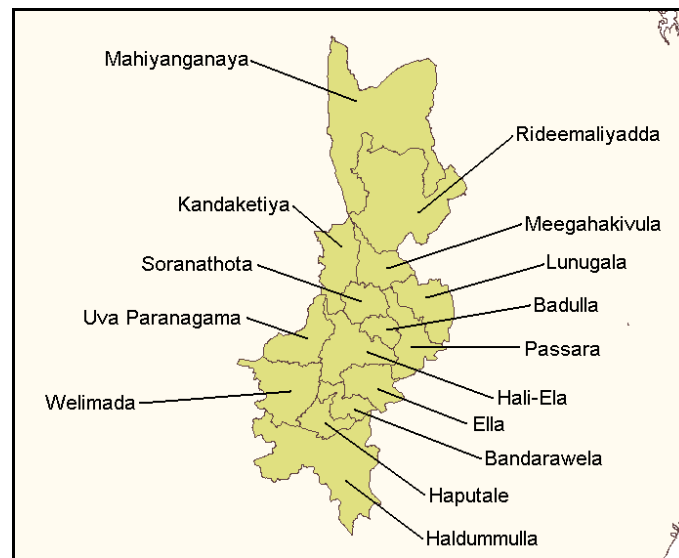 Mahiyanganaya
Rideemaliyadda
Kandaketiya
Meegahakivula
Soranathota
Lunugala
Badulla
Uva Paranagama
Passara
Hali-Ela
Welimada
Ella
Bandarawela
Haputale
Haldummulla